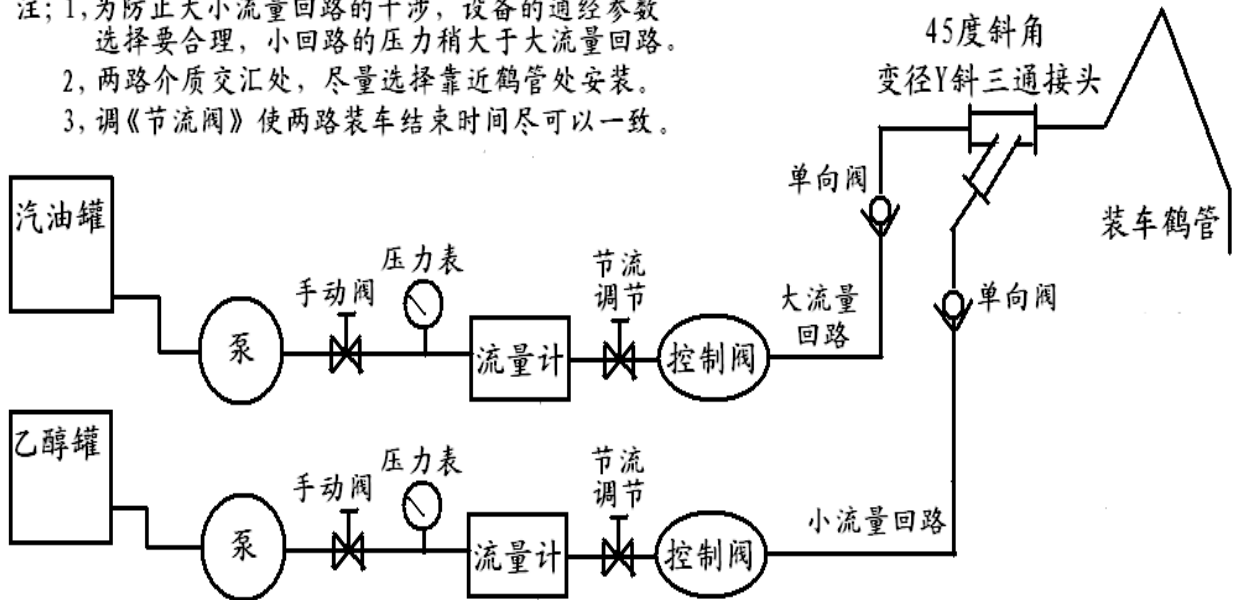 注；1,为防止大小流量回路的干涉，设备的通经参数
选择要合理，小回路的压力稍大于大流量回路。
2,两路介质交汇处，尽量选择靠近鹤管处安装。
3,调《节流阀》使两路装车结束时间尽可以一致。
45度斜角
变径Y斜三通接头
单向阀
装车鹤管
汽油罐
泵
手动阀
压力表
流量计
节流
调节
控制阀
大流量
回路
单向阀
乙醇罐
泵
手动阀
压力表
流量计
节流
调节
控制阀
小流量回路